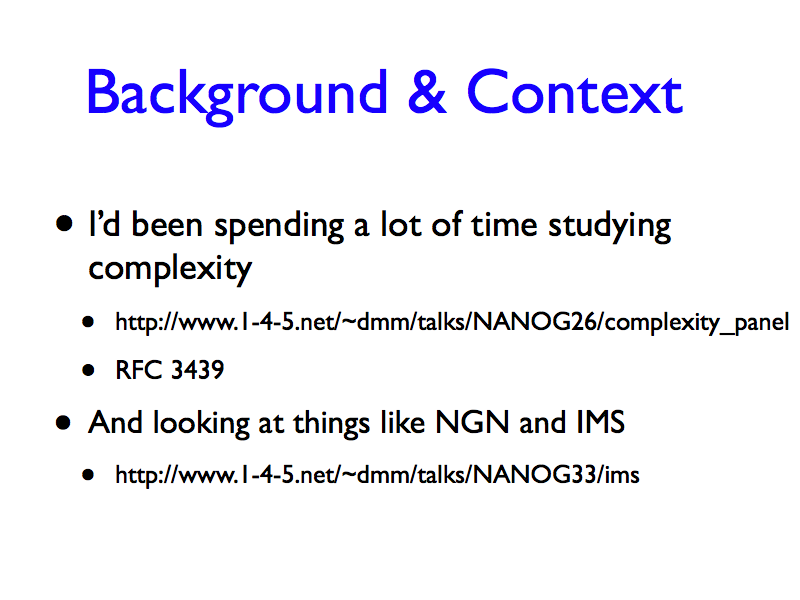 Background & Context
• I'd been spending a lot of time studying
complexity
• http://www.1-4-5.net/~dmm/talks/NANOG26/complexity_panel
• RFC 3439
• And looking at things like NGN and IMS
• http://www.1-4-5.net/~dmm/talks/NANOG33/ims